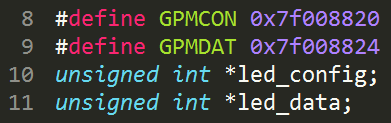 8 #define GPMCON 0x7f008820
9 #define GPMDAT 0x7f008824
10 unsigned int *led_config;
11 unsigned int *led_data;